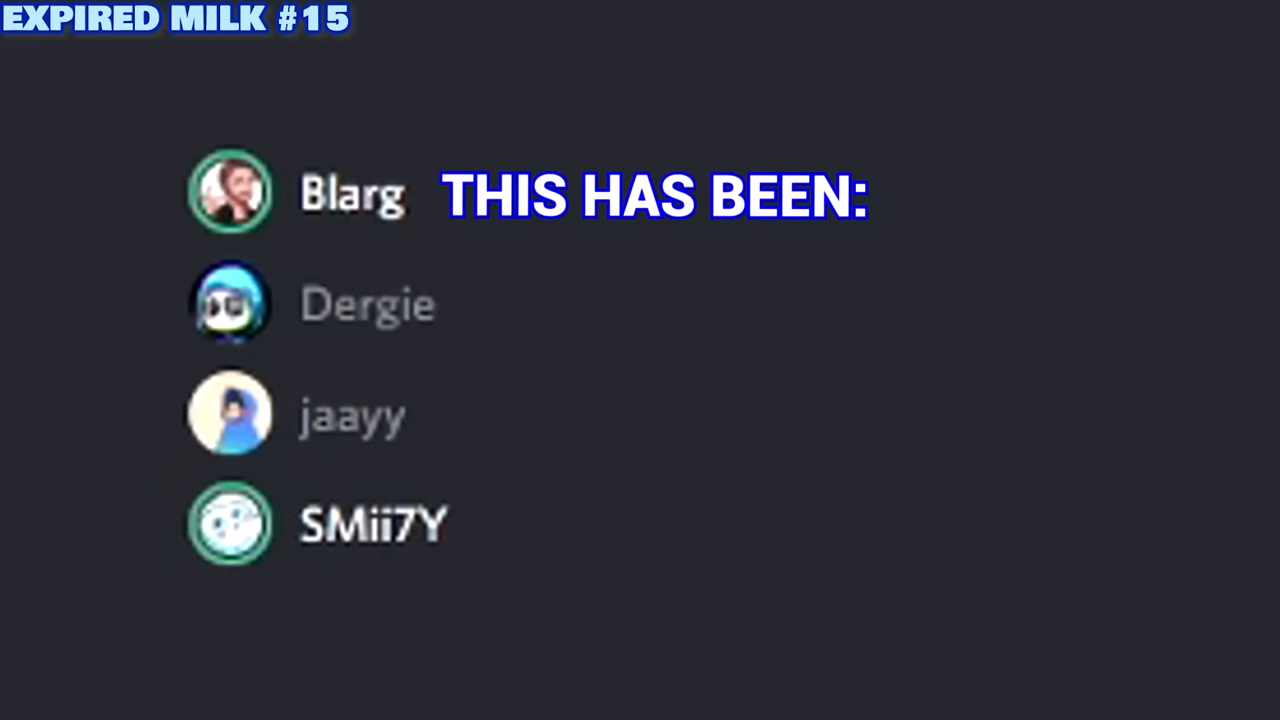 EXPIRED MILK #15
Blarg THIS HAS BEEN:
Dergie
jaayy
SMii7Y